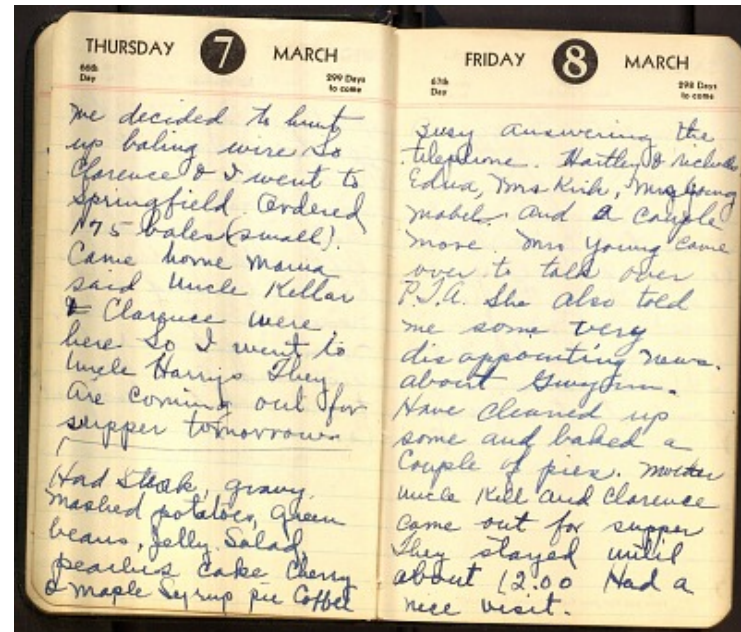 THURSDAY 7 MARCH
66th Day
299 Days to come
we decided to hunt
up baling wire so
Clarence & I went to
Springfield Ordered
175 bales (small).
Came home Mama
said Uncle Kellar
& Clarence were
here So I went to
Uncle Harrys They
are coming out for
supper tomorrow
Had Steak, gravy,
mashed potatoes, green
beans, Jelly Salad,
peaches cake Cherry
& maple Syrup pie Coffee
FRIDAY 8 MARCH
67th Day
298 Days to come
Busy answering the
telephone. Hartley &
Edna, Mrs Kirk, Mrs Young
Mabel and a couple
more. Mrs Young came
over to talk over
P.T.A. She also told
me some very
disappointing news.
about
Have cleaned up
some and baked a
couple of pies. Mother
Uncle Kell and Clarence
came out for supper
They stayed until
about 12.00 Had a
nice visit.